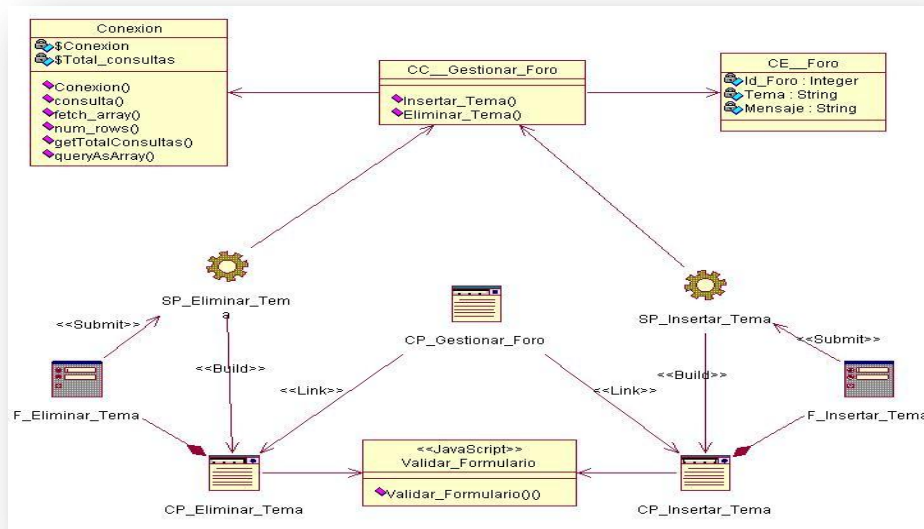 Conexion
$Conexion
$Total_consultas
Conexion()
consulta()
fetch_array()
num_rows()
getTotalConsultas()
queryAsArray()
CC__Gestionar_Foro
Insertar_Tema()
Eliminar_Tema()
CE__Foro
Id_Foro : Integer
Tema : String
Mensaje : String
SP_Eliminar_Tem
a
SP_Insertar_Tema
CP_Gestionar_Foro
<<Submit>>
<<Submit>>
<<Build>>
<<Link>>
<<Link>>
<<Build>>
F_Eliminar_Tema
F_Insertar_Tema
<<JavaScript>>
Validar_Formulario
Validar_Formulario()()
CP_Eliminar_Tema
CP_Insertar_Tema